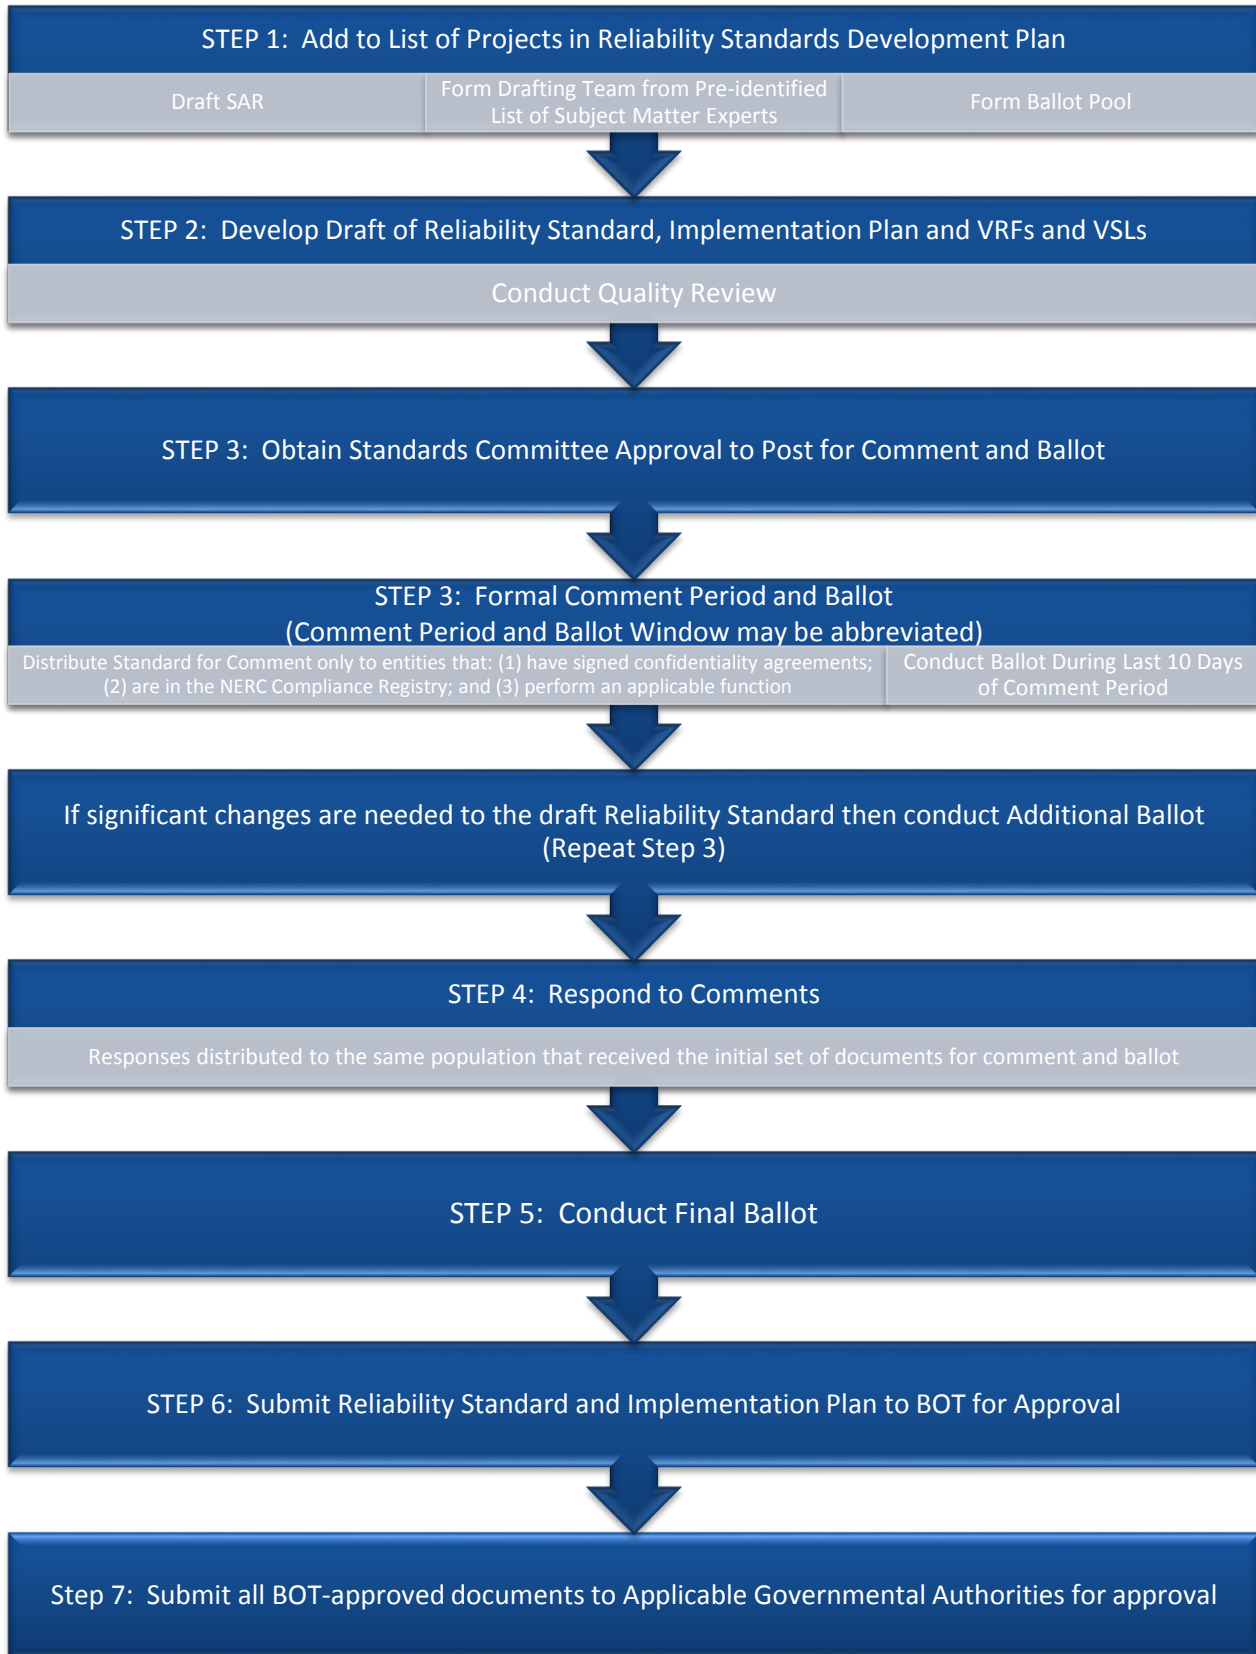 STEP 1: Add to List of Projects in Reliability Standards Development Plan
Draft SAR
Form Drafting Team from Pre-identified
List of Subject Matter Experts
Form Ballot Pool
STEP 2: Develop Draft of Reliability Standard, Implementation Plan and VRFs and VSLs
Conduct Quality Review
STEP 3: Obtain Standards Committee Approval to Post for Comment and Ballot
STEP 3: Formal Comment Period and Ballot
(Comment Period and Ballot Window may be abbreviated)
Distribute Standard for Comment only to entities that: (1) have signed confidentiality agreements;
(2) are in the NERC Compliance Registry; and (3) perform an applicable function
Conduct Ballot During Last 10 Days
of Comment Period
If significant changes are needed to the draft Reliability Standard then conduct Additional Ballot
(Repeat Step 3)
STEP 4: Respond to Comments
Responses distributed to the same population that received the initial set of documents for comment and ballot
STEP 5: Conduct Final Ballot
STEP 6: Submit Reliability Standard and Implementation Plan to BOT for Approval
Step 7: Submit all BOT-approved documents to Applicable Governmental Authorities for approval